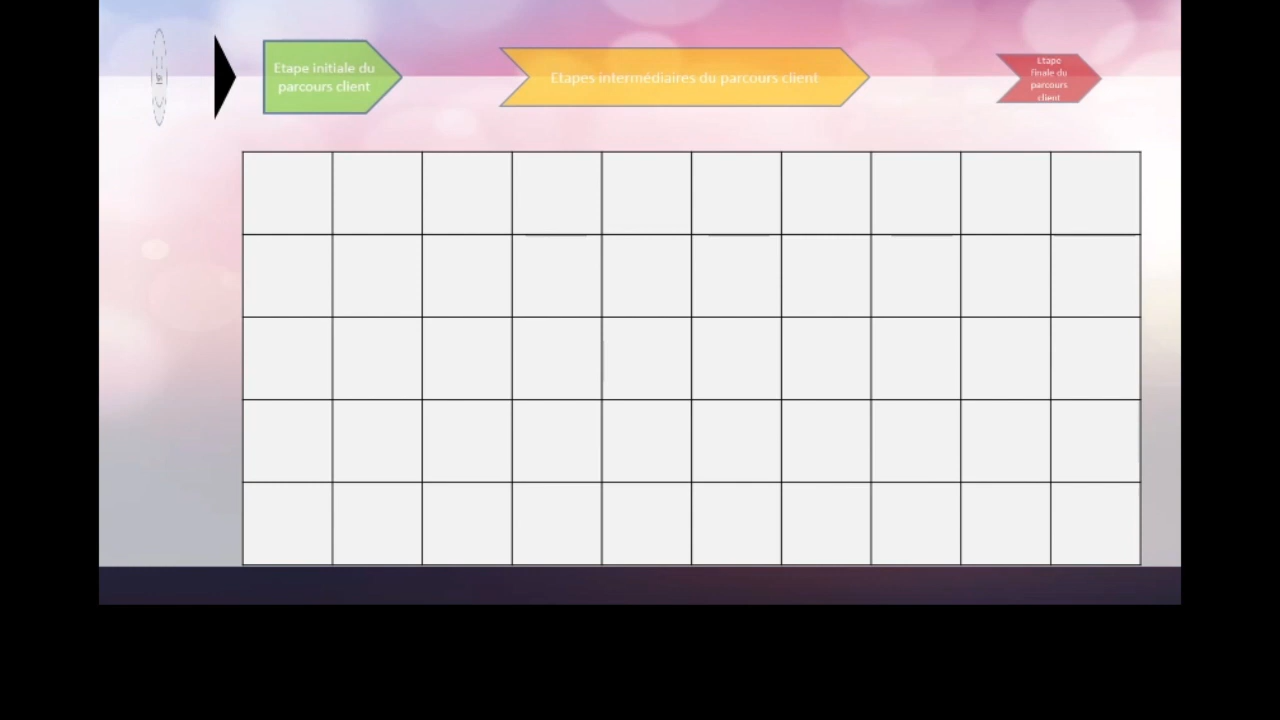 Etape initiale du
parcours client
Etapes intermédiaires du parcours client
Etape
finale du
parcours
client